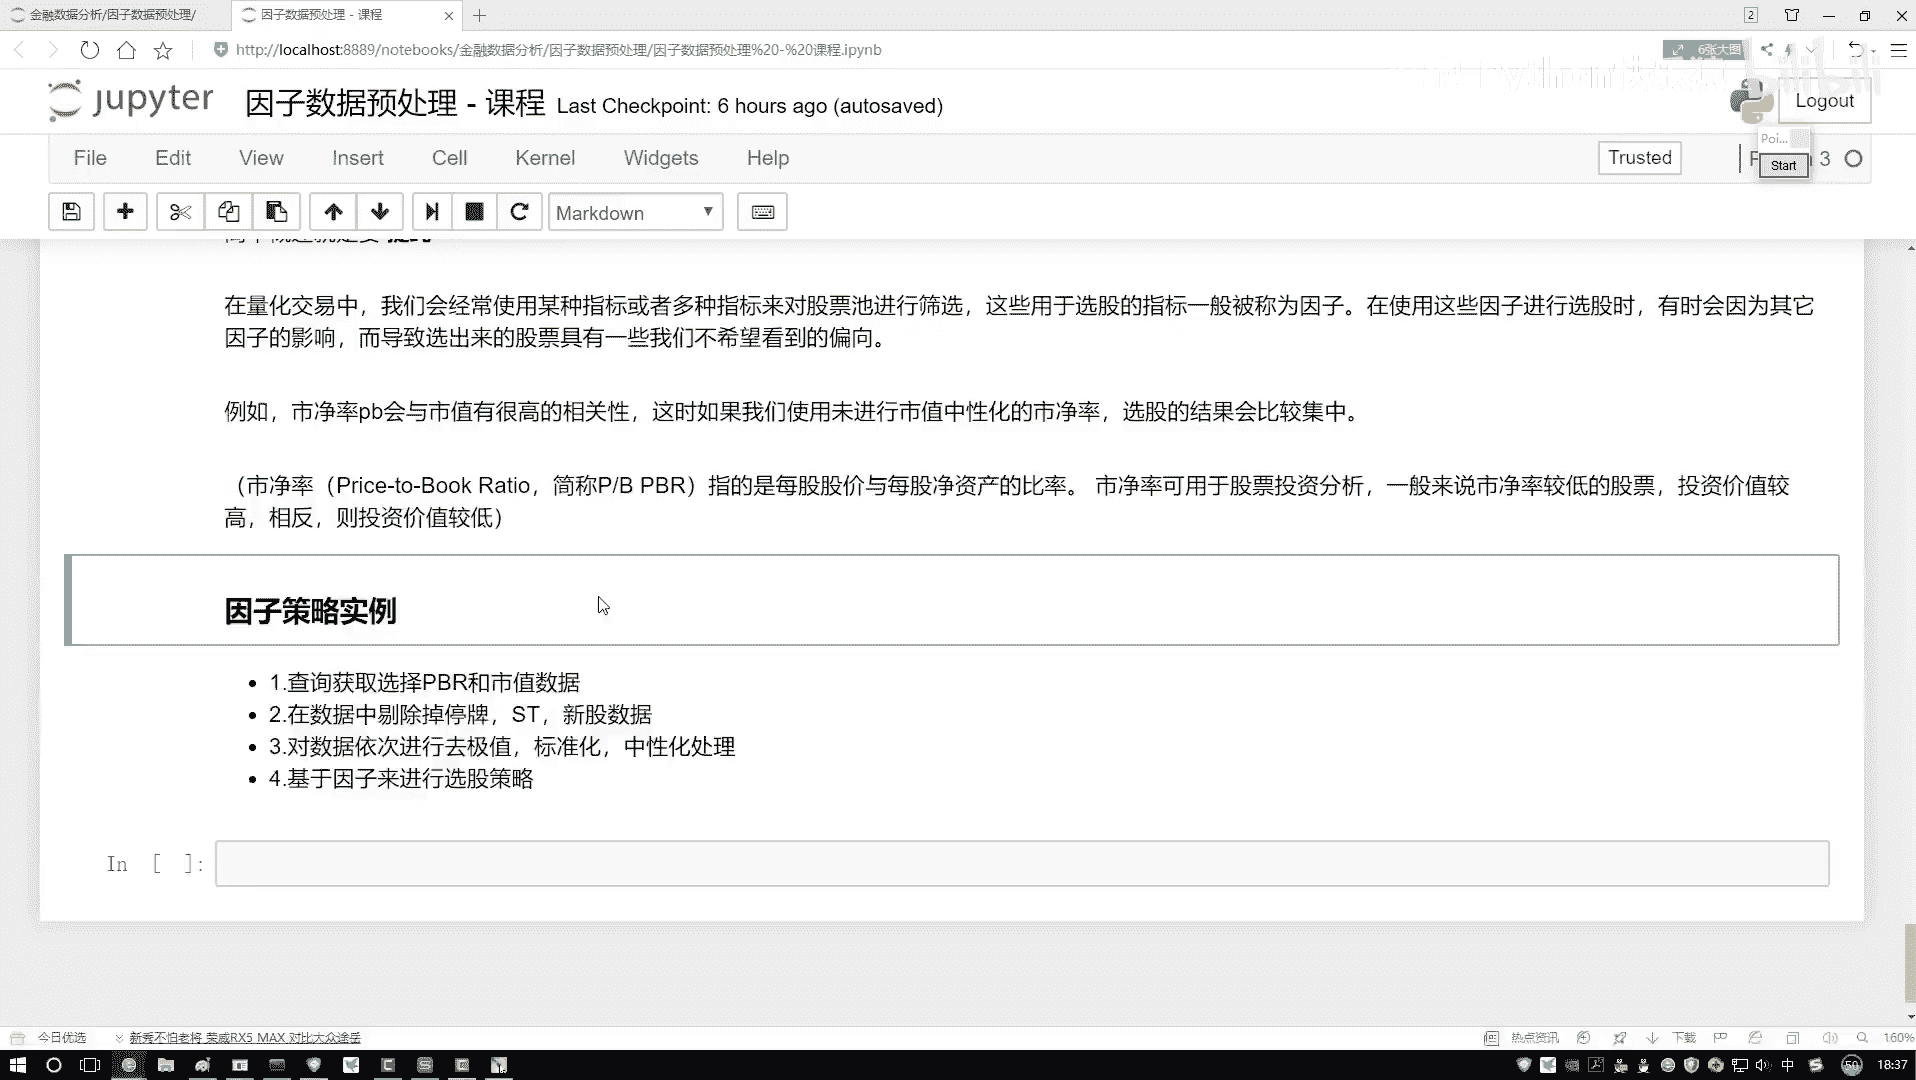 金融数据分析/因子数据预处理/
因子数据预处理 - 课程
2
http://localhost:8889/notebooks/金融数据分析/因子数据预处理/因子数据预处理%20-%20课程.ipynb
6张大图
bilibili
jupyter
因子数据预处理 - 课程 Last Checkpoint: 6 hours ago (autosaved)
Logout
Poi...
File Edit View Insert Cell Kernel Widgets Help
Trusted
Start
3
Markdown
在量化交易中，我们会经常使用某种指标或者多种指标来对股票池进行筛选，这些用于选股的指标一般被称为因子。在使用这些因子进行选股时，有时会因为其它
因子的影响，而导致选出来的股票具有一些我们不希望看到的偏向。
例如，市净率pb会与市值有很高的相关性，这时如果我们使用未进行市值中性化的市净率，选股的结果会比较集中。
（市净率（Price-to-Book Ratio，简称P/B PBR）指的是每股股价与每股净资产的比率。 市净率可用于股票投资分析，一般来说市净率较低的股票，投资价值较
高，相反，则投资价值较低）
因子策略实例
1.查询获取选择PBR和市值数据
2.在数据中剔除掉停牌，ST，新股数据
3.对数据依次进行去极值，标准化，中性化处理
4.基于因子来进行选股策略
In [ ]:
今日优选
新秀不怕老将 荣威RX5 MAX 对比大众途岳
热点资讯
下载
160%
中
50
18:37